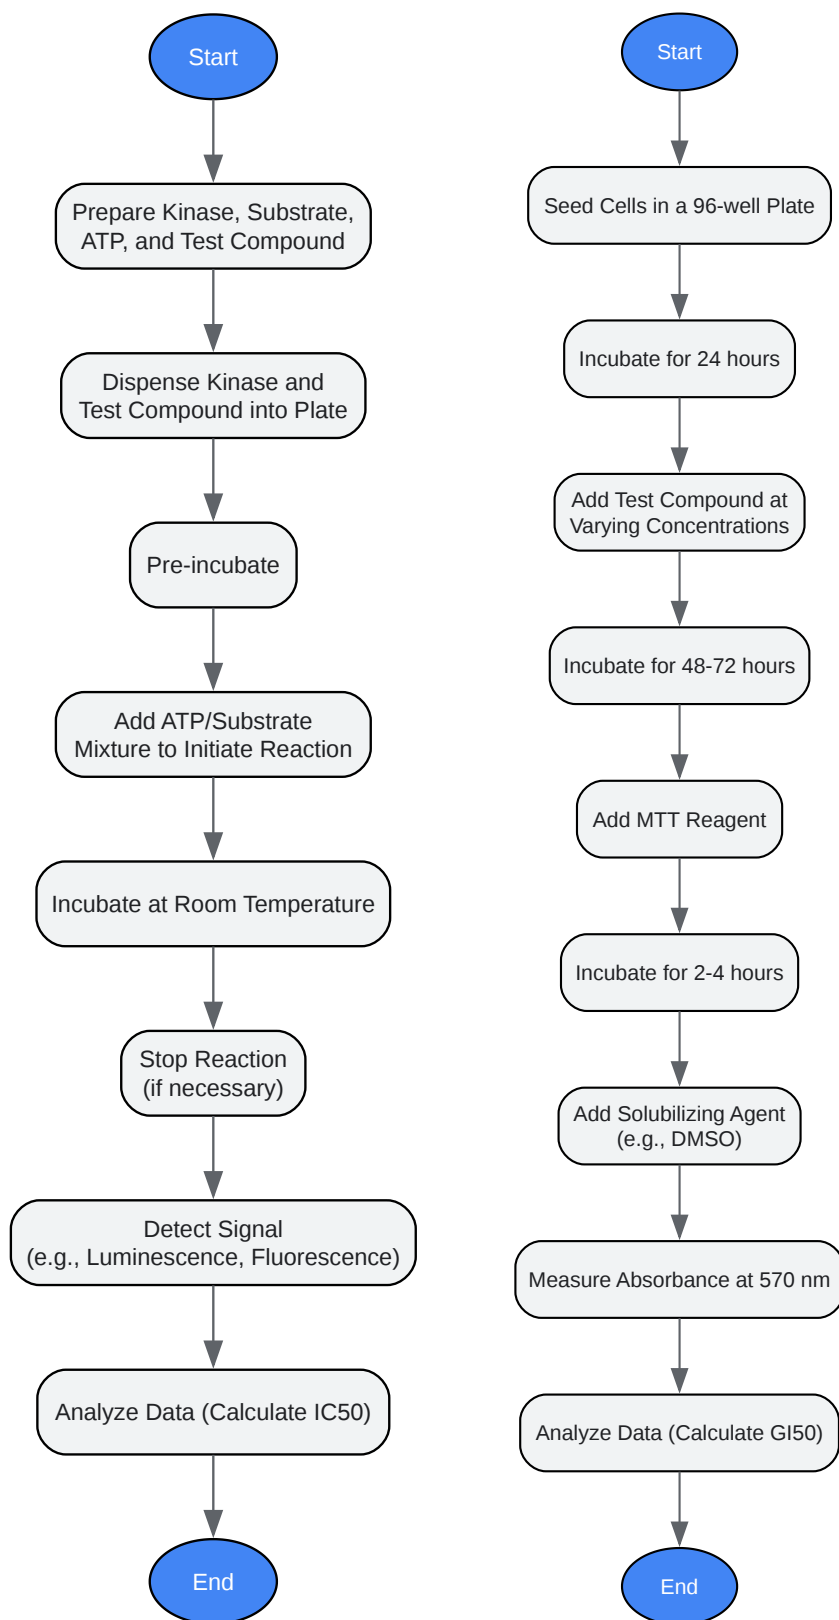 Start
Prepare Kinase, Substrate,
ATP, and Test Compound
Dispense Kinase and
Test Compound into Plate
Pre-incubate
Add ATP/Substrate
Mixture to Initiate Reaction
Incubate at Room Temperature
Stop Reaction
(if necessary)
Detect Signal
(e.g., Luminescence, Fluorescence)
Analyze Data (Calculate IC50)
End
Start
Seed Cells in a 96-well Plate
Incubate for 24 hours
Add Test Compound at
Varying Concentrations
Incubate for 48-72 hours
Add MTT Reagent
Incubate for 2-4 hours
Add Solubilizing Agent
(e.g., DMSO)
Measure Absorbance at 570 nm
Analyze Data (Calculate GI50)
End